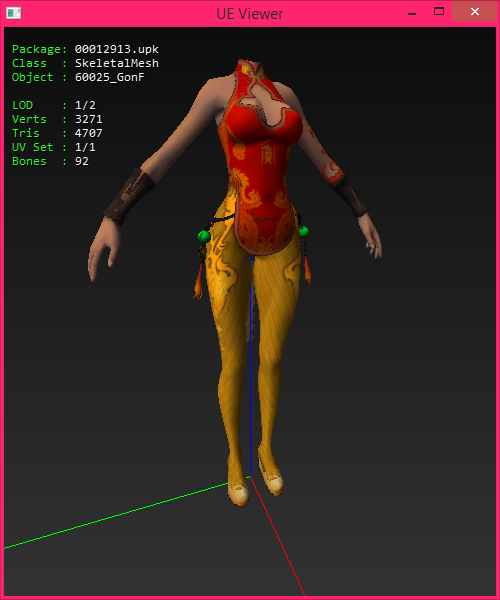 UE Viewer
Package: 00012913.upk
Class : SkeletalMesh
Object : 60025_GonF
LOD : 1/2
Verts : 3271
Tris : 4707
UV Set : 1/1
Bones : 92